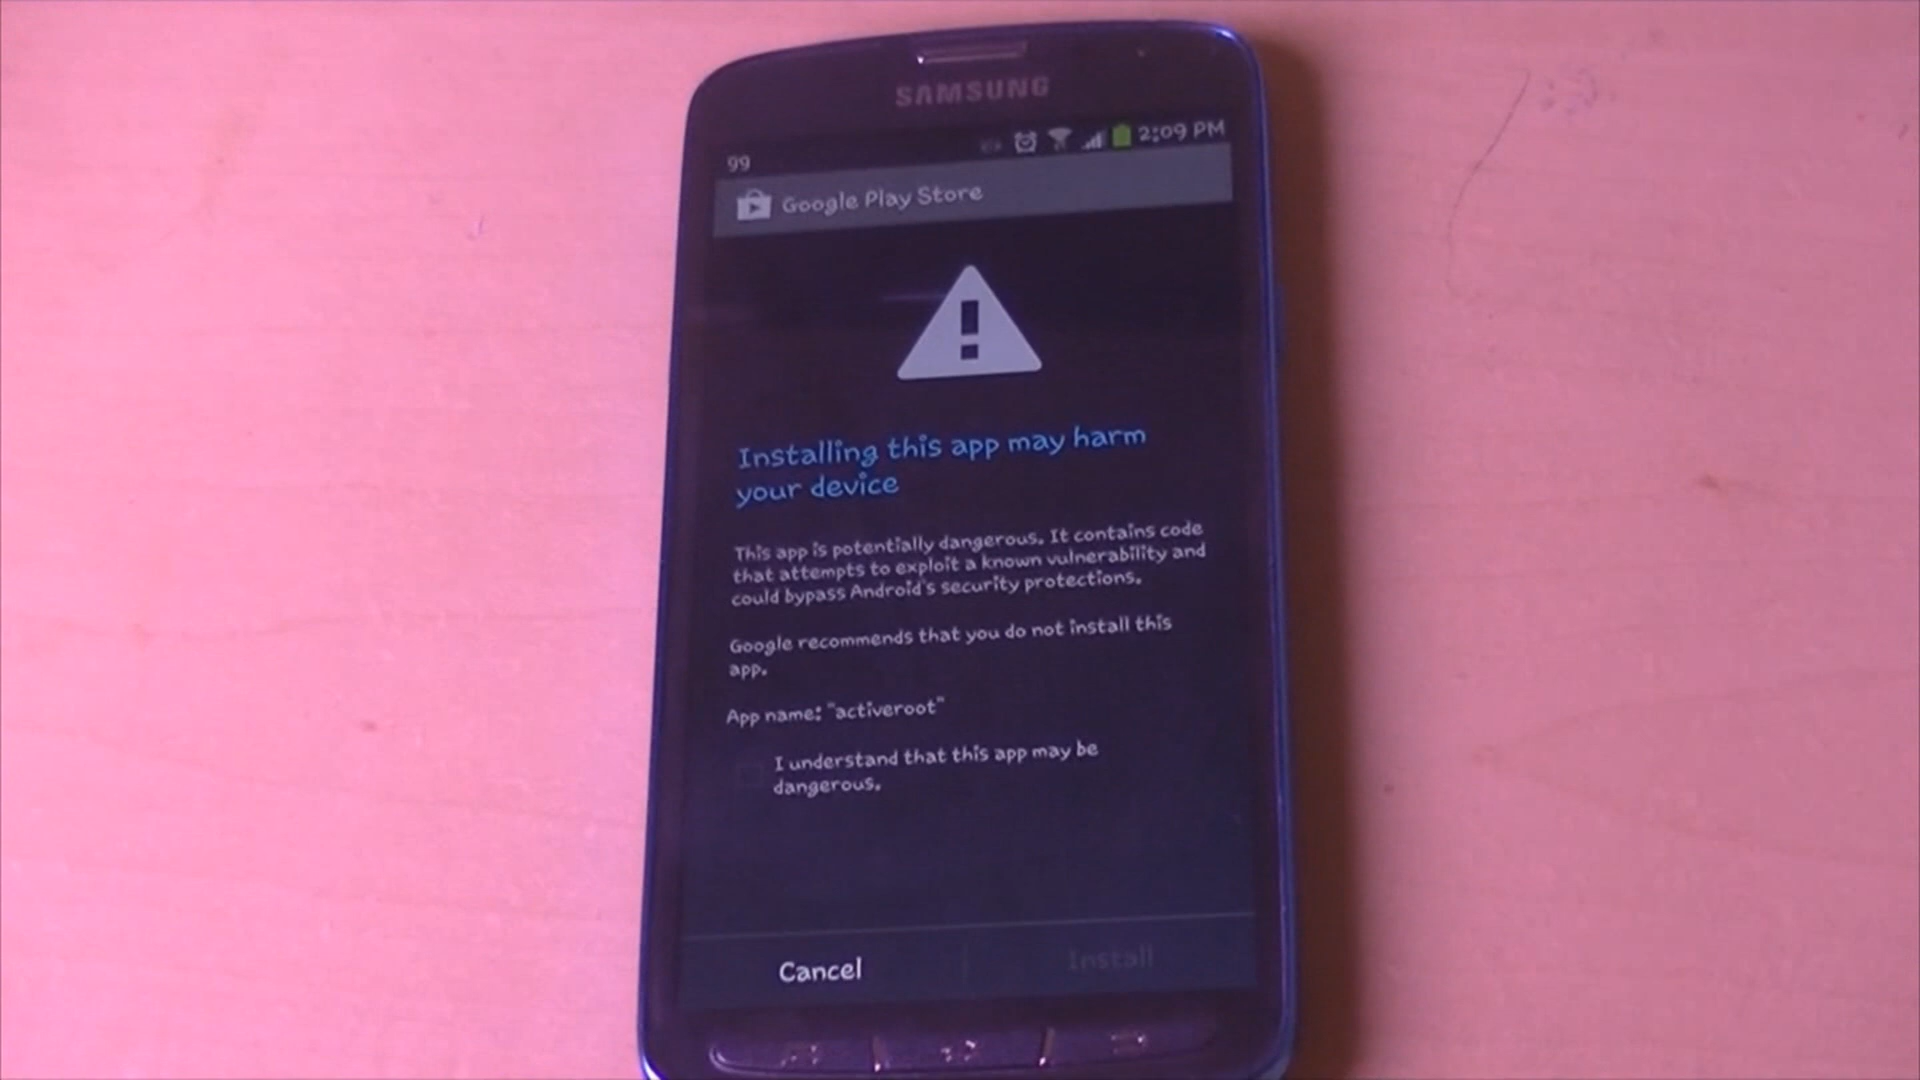 SAMSUNG
99 2:09 PM
Google Play Store
Installing this app may harm
your device
This app is potentially dangerous. It contains code
that attempts to exploit a known vulnerability and
could bypass Android's security protections.
Google recommends that you do not install this
app.
App name: "activeroot"
I understand that this app may be
dangerous.
Cancel Install